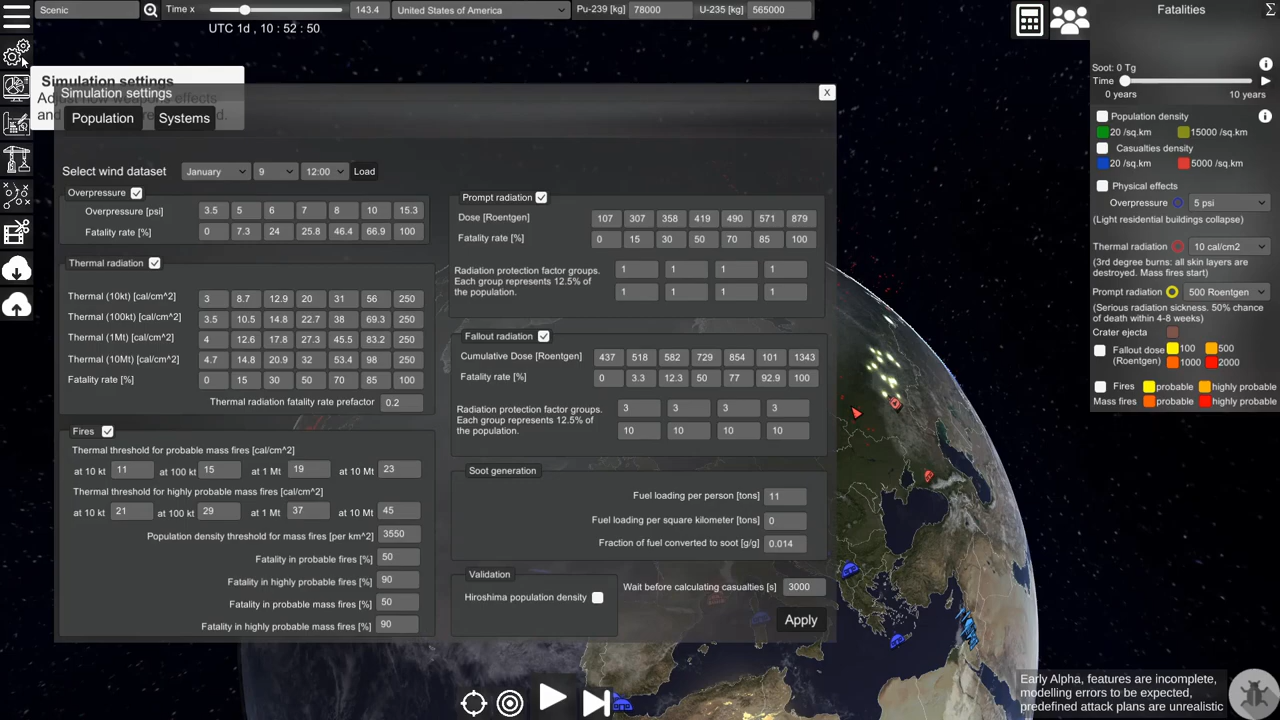 Scenic
Time x
143.4
United States of America
Pu-239 [kg]
78000
U-235 [kg]
565000
UTC 1d , 10 : 52 : 50
Simulation settings
Simulation settings
Population
Systems
X
Select wind dataset
January
9
12:00
Load
Overpressure
Overpressure [psi]
3.5 5 6 7 8 10 15.3
Fatality rate [%]
0 7.3 24 25.8 46.4 66.9 100
Thermal radiation
Thermal (10kt) [cal/cm^2]
3 8.7 12.9 20 31 56 250
Thermal (100kt) [cal/cm^2]
3.5 10.5 14.8 22.7 38 69.3 250
Thermal (1Mt) [cal/cm^2]
4 12.6 17.8 27.3 45.5 83.2 250
Thermal (10Mt) [cal/cm^2]
4.7 14.8 20.9 32 53.4 98 250
Fatality rate [%]
0 15 30 50 70 85 100
Thermal radiation fatality rate prefactor
0.2
Fires
Thermal threshold for probable mass fires [cal/cm^2]
at 10 kt 11 at 100 kt 15 at 1 Mt 19 at 10 Mt 23
Thermal threshold for highly probable mass fires [cal/cm^2]
at 10 kt 21 at 100 kt 29 at 1 Mt 37 at 10 Mt 45
Population density threshold for mass fires [per km^2] 3550
Fatality in probable fires [%] 50
Fatality in highly probable fires [%] 90
Fatality in probable mass fires [%] 50
Fatality in highly probable mass fires [%] 90
Prompt radiation
Dose [Roentgen]
107 307 358 419 490 571 879
Fatality rate [%]
0 15 30 50 70 85 100
Radiation protection factor groups.
Each group represents 12.5% of
the population.
1 1 1 1
1 1 1 1
Fallout radiation
Cumulative Dose [Roentgen]
437 518 582 729 854 101 1343
Fatality rate [%]
0 3.3 12.3 50 77 92.9 100
Radiation protection factor groups.
Each group represents 12.5% of
the population.
3 3 3 3
10 10 10 10
Soot generation
Fuel loading per person [tons] 11
Fuel loading per square kilometer [tons] 0
Fraction of fuel converted to soot [g/g] 0.014
Validation
Hiroshima population density
Wait before calculating casualties [s] 3000
Apply
Fatalities
Σ
Soot: 0 Tg
Time
0 years
10 years
Population density
20 /sq.km
15000 /sq.km
Casualties density
20 /sq.km
5000 /sq.km
Physical effects
Overpressure
5 psi
(Light residential buildings collapse)
Thermal radiation
10 cal/cm2
(3rd degree burns: all skin layers are
destroyed. Mass fires start)
Prompt radiation
500 Roentgen
(Serious radiation sickness. 50% chance
of death within 4-8 weeks)
Crater ejecta
Fallout dose
(Roentgen)
100
500
1000
2000
Fires
probable
highly probable
Mass fires
probable
highly probable
Early Alpha, features are incomplete,
modelling errors to be expected,
predefined attack plans are unrealistic